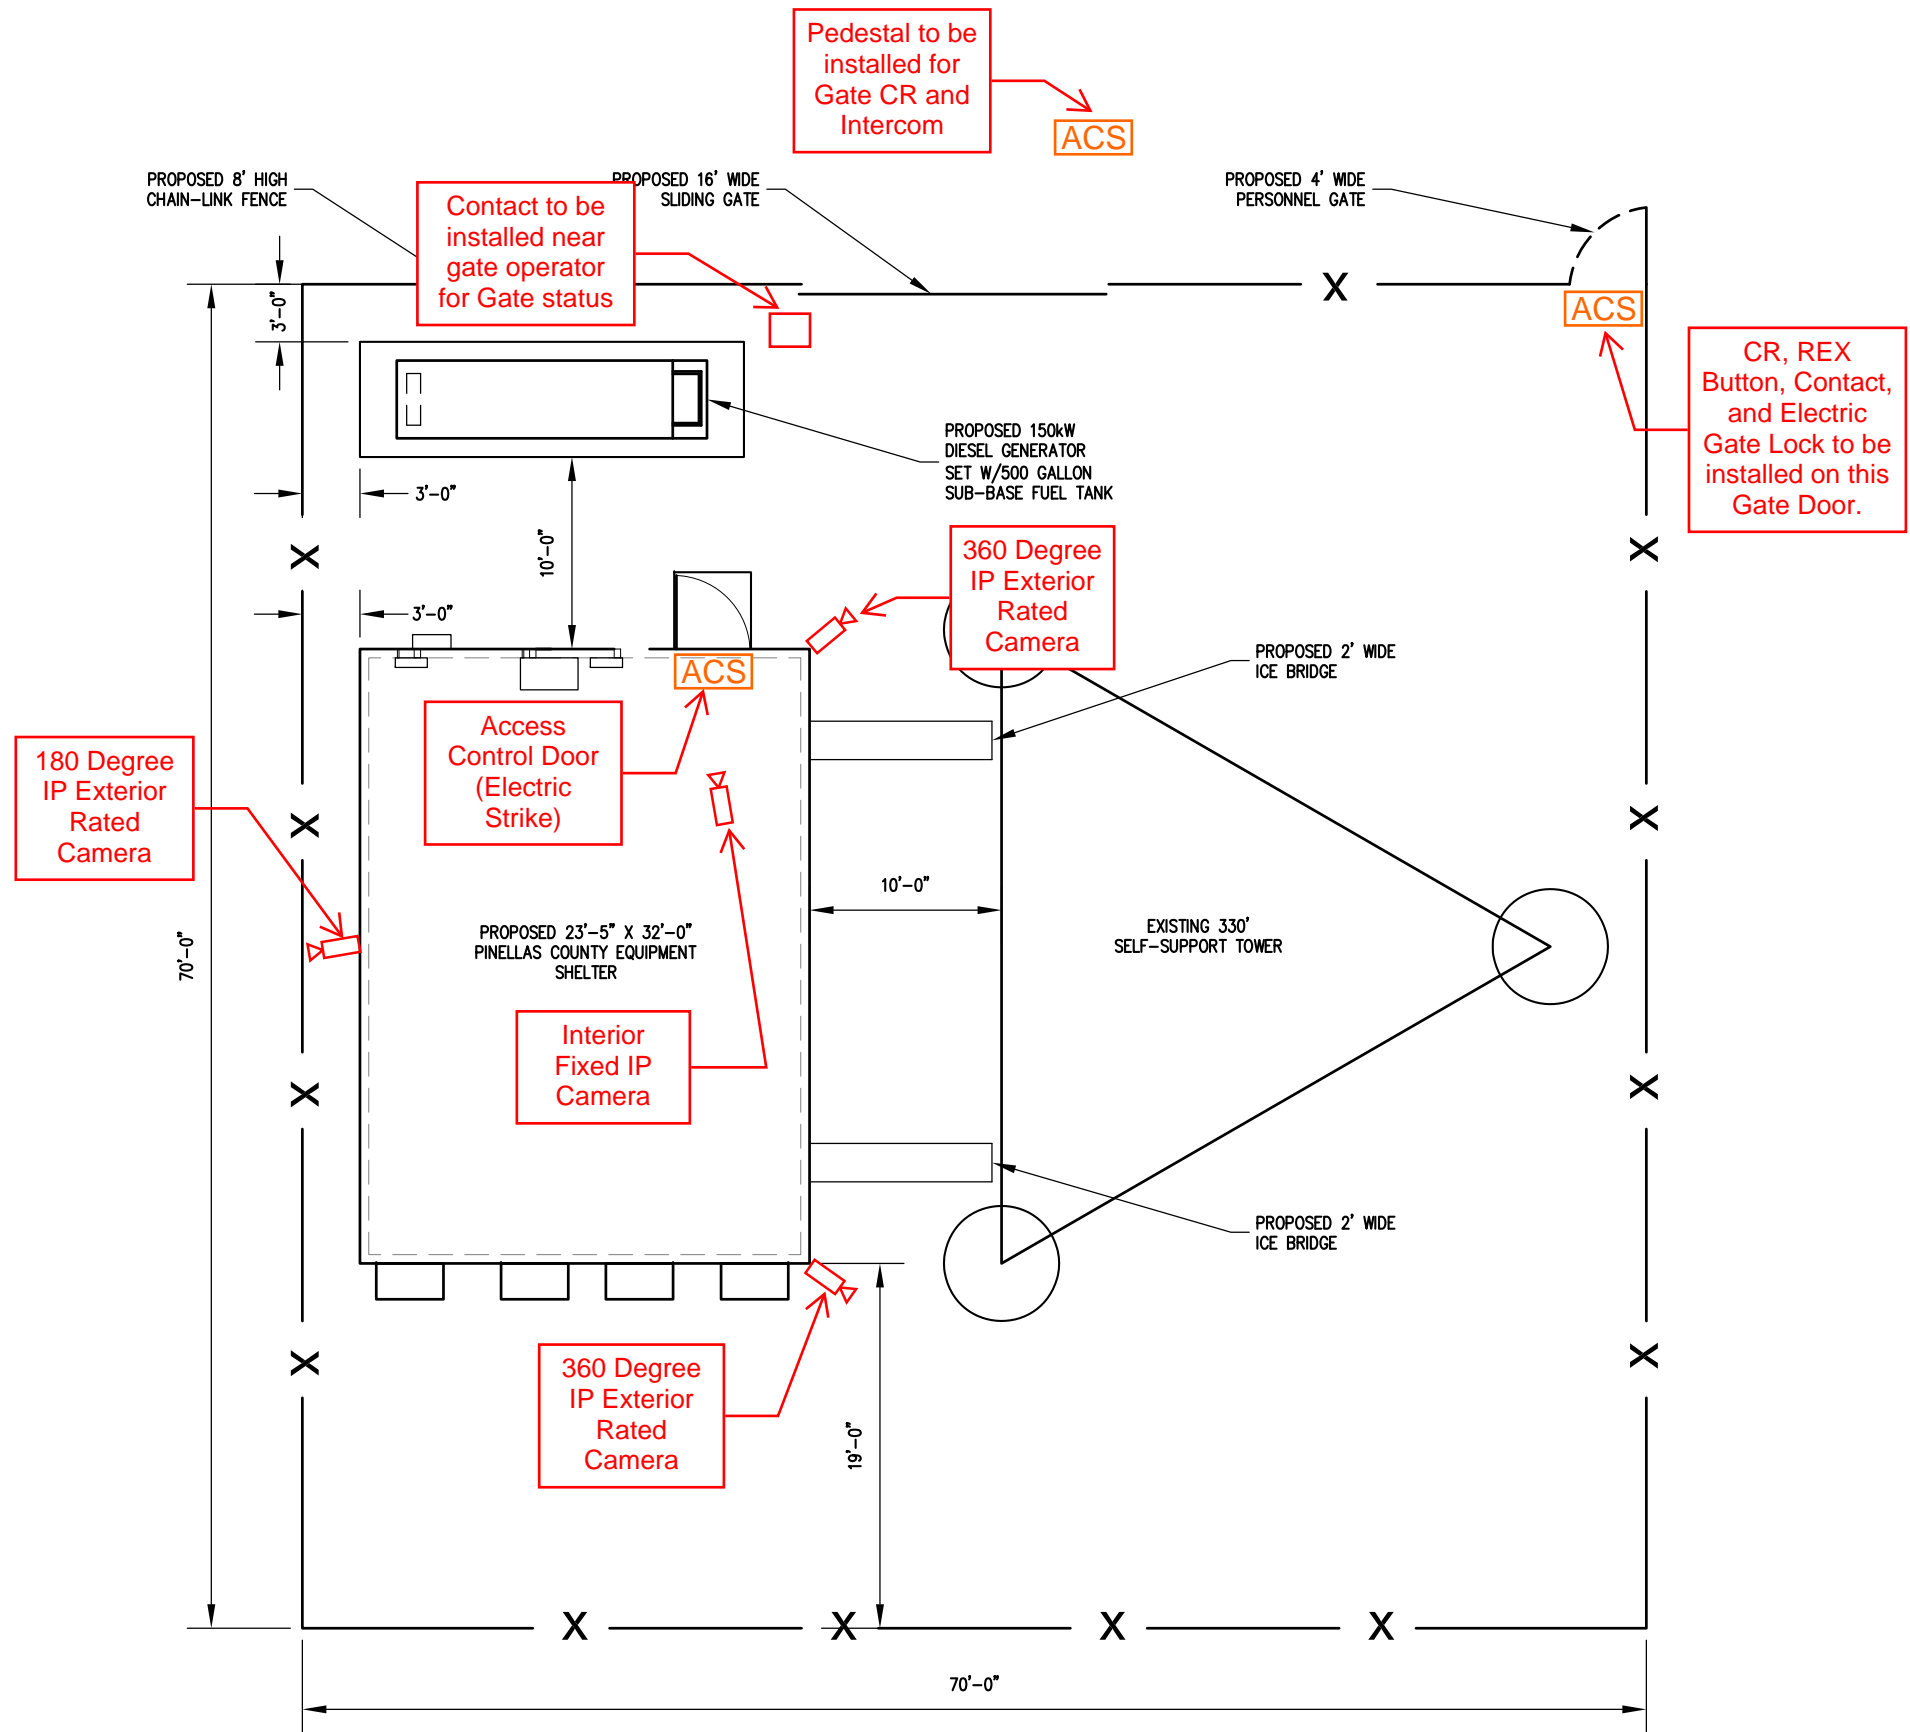 Pedestal to be
installed for
Gate CR and
Intercom
ACS
PROPOSED 8' HIGH
CHAIN-LINK FENCE
Contact to be
installed near
gate operator
for Gate status
PROPOSED 16' WIDE
SLIDING GATE
PROPOSED 4' WIDE
PERSONNEL GATE
X
ACS
3'-0"
CR, REX
Button, Contact,
and Electric
Gate Lock to be
installed on this
Gate Door.
PROPOSED 150kW
DIESEL GENERATOR
SET W/500 GALLON
SUB-BASE FUEL TANK
3'-0"
10'-0"
X
X
360 Degree
IP Exterior
Rated
Camera
3'-0"
PROPOSED 2' WIDE
ICE BRIDGE
ACS
Access
Control Door
(Electric
Strike)
180 Degree
IP Exterior
Rated
Camera
X
X
10'-0"
70'-0"
PROPOSED 23'-5" X 32'-0"
PINELLAS COUNTY EQUIPMENT
SHELTER
EXISTING 330'
SELF-SUPPORT TOWER
Interior
Fixed IP
Camera
X
X
PROPOSED 2' WIDE
ICE BRIDGE
X
X
360 Degree
IP Exterior
Rated
Camera
19'-0"
X
X
X
X
70'-0"